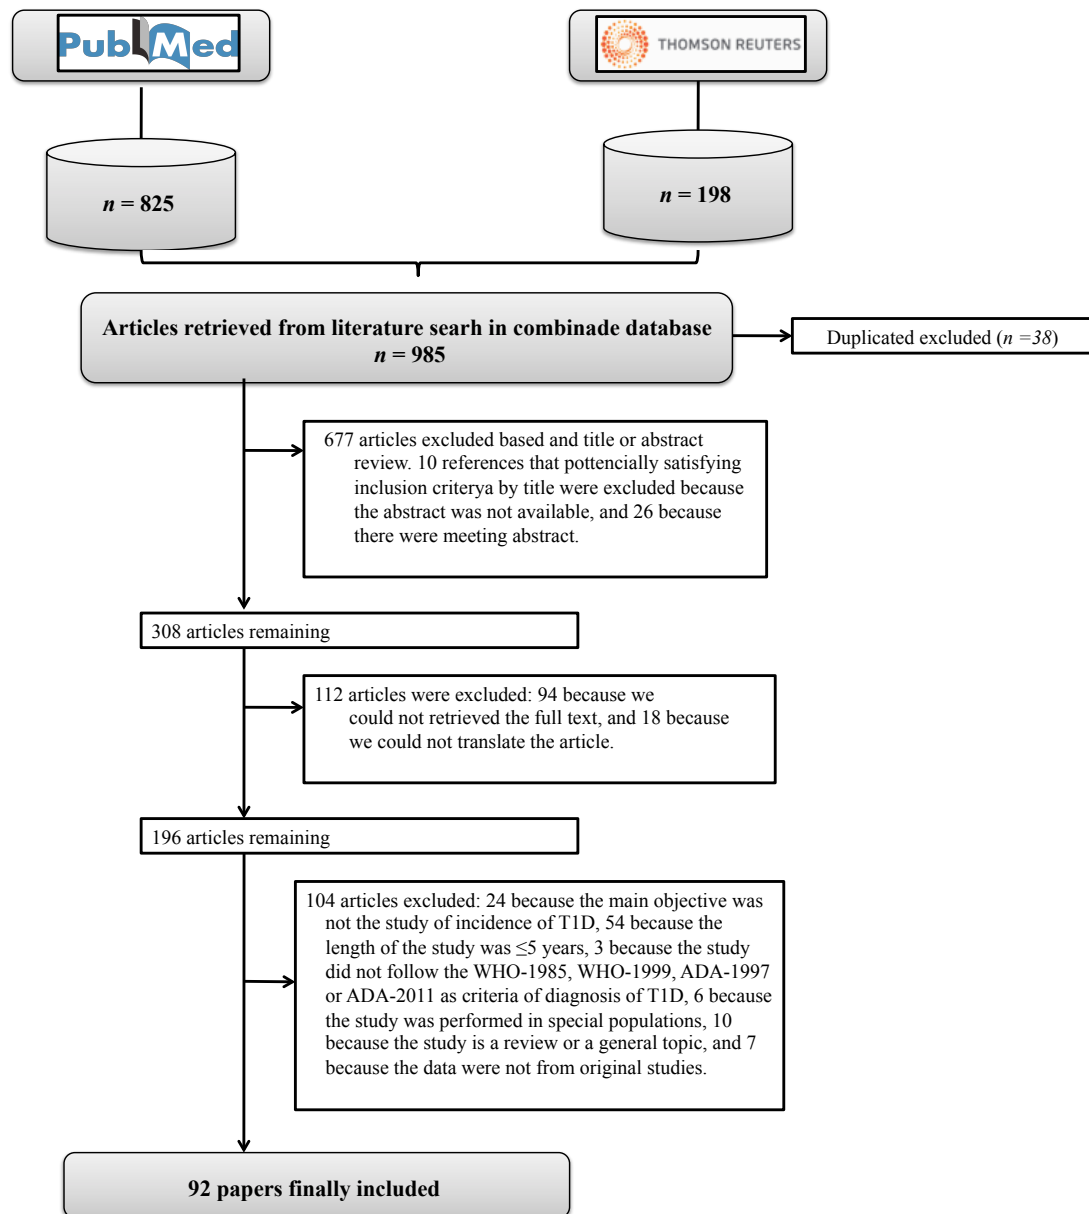 PubMed
THOMSON REUTERS
n = 825
n = 198
Articles retrieved from literature searh in combinade database
n = 985
Duplicated excluded (n =38)
677 articles excluded based and title or abstract
review. 10 references that pottencially satisfying
inclusion criterya by title were excluded because
the abstract was not available, and 26 because
there were meeting abstract.
308 articles remaining
112 articles were excluded: 94 because we
could not retrieved the full text, and 18 because
we could not translate the article.
196 articles remaining
104 articles excluded: 24 because the main objective was
not the study of incidence of T1D, 54 because the
length of the study was ≤5 years, 3 because the study
did not follow the WHO-1985, WHO-1999, ADA-1997
or ADA-2011 as criteria of diagnosis of T1D, 6 because
the study was performed in special populations, 10
because the study is a review or a general topic, and 7
because the data were not from original studies.
92 papers finally included